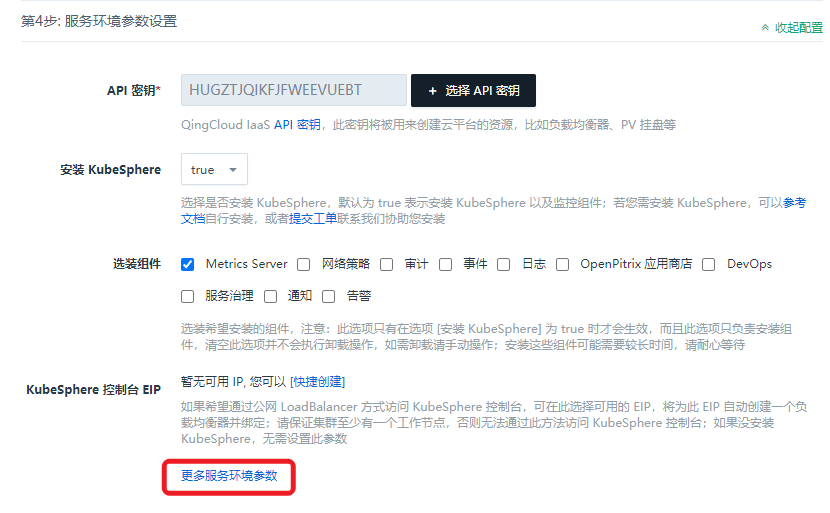 第4步: 服务环境参数设置
收起配置
API 密钥*
HUGZTJQIKFJFWEEVUEBT
+ 选择 API 密钥
QingCloud IaaS API 密钥，此密钥将被用来创建云平台的资源，比如负载均衡器、PV 挂盘等
安装 KubeSphere
true
选择是否安装 KubeSphere，默认为 true 表示安装 KubeSphere 以及监控组件；若您需安装 KubeSphere，可以参考
文档自行安装，或者提交工单联系我们协助您安装
选装组件
Metrics Server 网络策略 审计 事件 日志 OpenPitrix 应用商店 DevOps
服务治理 通知 告警
选装希望安装的组件，注意：此选项只有在选项 [安装 KubeSphere] 为 true 时才会生效，而且此选项只负责安装组
件，清空此选项并不会执行卸载操作，如需卸载请手动操作；安装这些组件可能需要较长时间，请耐心等待
KubeSphere 控制台 EIP
暂无可用 IP, 您可以 [快捷创建]
如果希望通过公网 LoadBalancer 方式访问 KubeSphere 控制台，可在此选择可用的 EIP，将为此 EIP 自动创建一个负
载均衡器并绑定；请保证集群至少有一个工作节点，否则无法通过此方法访问 KubeSphere 控制台；如果没安装
KubeSphere，无需设置此参数
更多服务环境参数